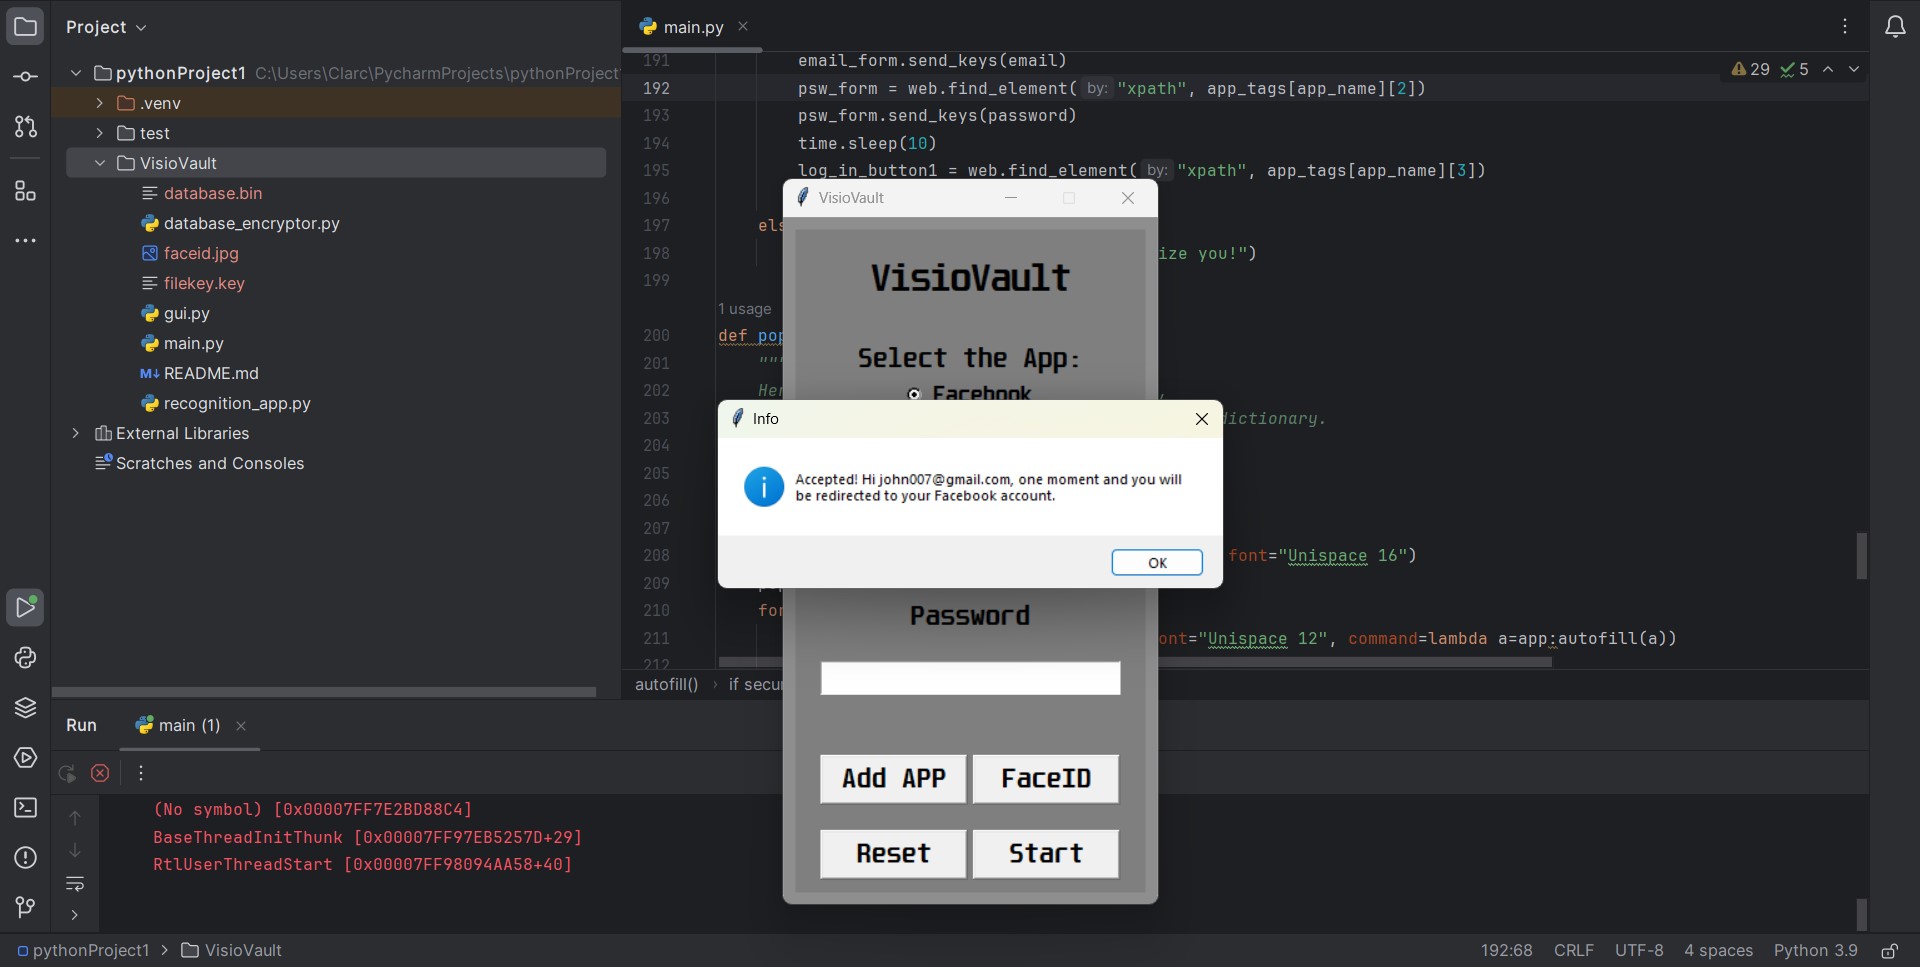 Project
main.py
pythonProject1 C:\Users\Clarc\PycharmProjects\pythonProject
.venv
test
VisioVault
database.bin
database_encryptor.py
faceid.jpg
filekey.key
gui.py
main.py
M↓ README.md
recognition_app.py
External Libraries
Scratches and Consoles
29 5
191 email_form.send_keys(email)
192 psw_form = web.find_element( by: "xpath", app_tags[app_name][2])
193 psw_form.send_keys(password)
194 time.sleep(10)
195 log_in_button1 = web.find_element( by: "xpath", app_tags[app_name][3])
196
197 els
198 ize you!")
199
1 usage
200 def pop
201 """
202 Her
203 dictionary.
204
205
206
207
208 font="Unispace 16")
209
210 for
211 ont="Unispace 12", command=lambda a=app:autofill(a))
212
autofill() › if secu
VisioVault
VisioVault
Select the App:
Facebook
Info
Accepted! Hi john007@gmail.com, one moment and you will
be redirected to your Facebook account.
OK
Password
Add APP FaceID
Reset Start
Run main (1)
(No symbol) [0x00007FF7E2BD88C4]
BaseThreadInitThunk [0x00007FF97EB5257D+29]
RtlUserThreadStart [0x00007FF98094AA58+40]
pythonProject1 > VisioVault
192:68 CRLF UTF-8 4 spaces Python 3.9